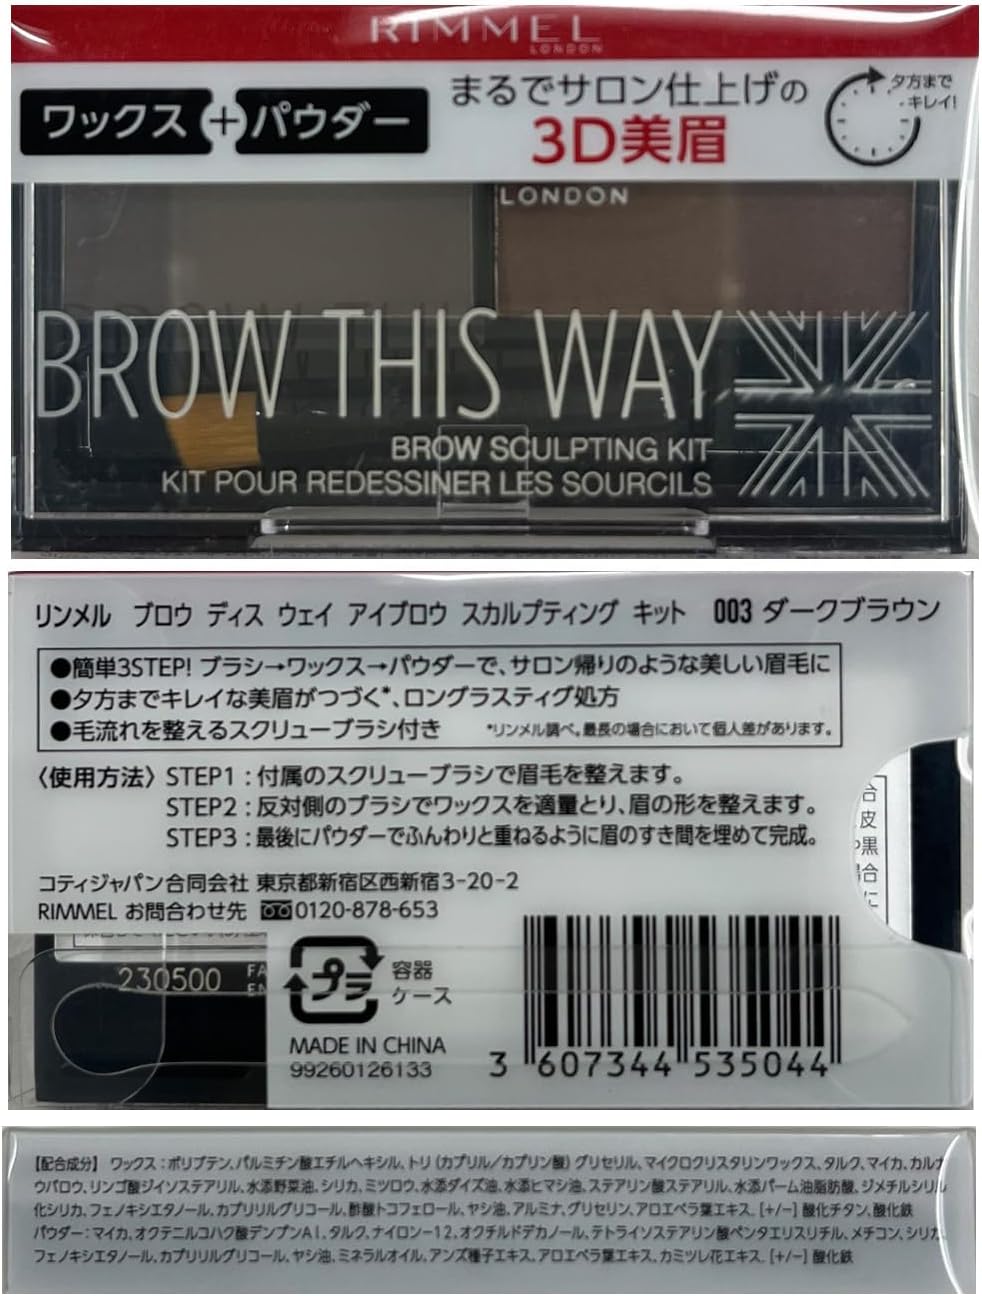 RIMMEL
LONDON
ワックス + パウダー
まるでサロン仕上げの
3D美眉
夕方まで
キレイ!
LONDON
BROW THIS WAY
BROW SCULPTING KIT
KIT POUR REDESSINER LES SOURCILS
リンメル ブロウ ディス ウェイ アイブロウ スカルプティング キット 003 ダークブラウン
●簡単3STEP! ブラシ→ワックス→パウダーで、サロン帰りのような美しい眉毛に
●夕方までキレイな美眉がつづく*、ロングラスティグ処方
●毛流れを整えるスクリューブラシ付き *リンメル調べ。最長の場合において個人差があります。
〈使用方法〉 STEP1 : 付属のスクリューブラシで眉毛を整えます。
STEP2 : 反対側のブラシでワックスを適量とり、眉の形を整えます。
STEP3 : 最後にパウダーでふんわりと重ねるように眉のすき間を埋めて完成。
合
皮
黒
場合
に
コティジャパン合同会社 東京都新宿区西新宿3-20-2
RIMMEL お問合わせ先 0120-878-653
230500 FA
EN
プラ 容器
ケース
MADE IN CHINA
99260126133
3 607344 535044
【配合成分】 ワックス : ポリブテン、パルミチン酸エチルヘキシル、トリ (カプリル/カプリン酸) グリセリル、マイクロクリスタリンワックス、タルク、マイカ、カルナ
ウバロウ、リンゴ酸ジイソステアリル、水添野菜油、シリカ、ミツロウ、水添ダイズ油、水添ヒマシ油、ステアリン酸ステアリル、水添パーム油脂肪酸、ジメチルシリル
化シリカ、フェノキシエタノール、カプリリルグリコール、酢酸トコフェロール、ヤシ油、アルミナ、グリセリン、アロエベラ葉エキス. [+/-] 酸化チタン、酸化鉄
パウダー : マイカ、オクテニルコハク酸デンプンAl、タルク、ナイロン-12、オクチルドデカノール、テトライソステアリン酸ペンタエリスリチル、メチコン、シリカ、
フェノキシエタノール、カプリリルグリコール、ヤシ油、ミネラルオイル、アンズ種子エキス、アロエベラ葉エキス、カミツレ花エキス. [+/-] 酸化鉄